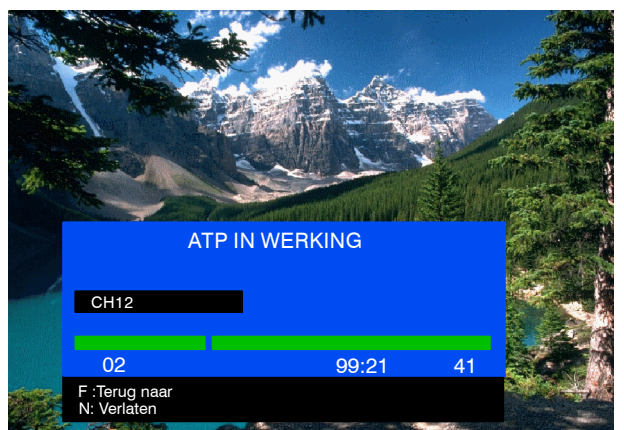 ATP IN WERKING
CH12
02 99:21 41
F :Terug naar
N: Verlaten